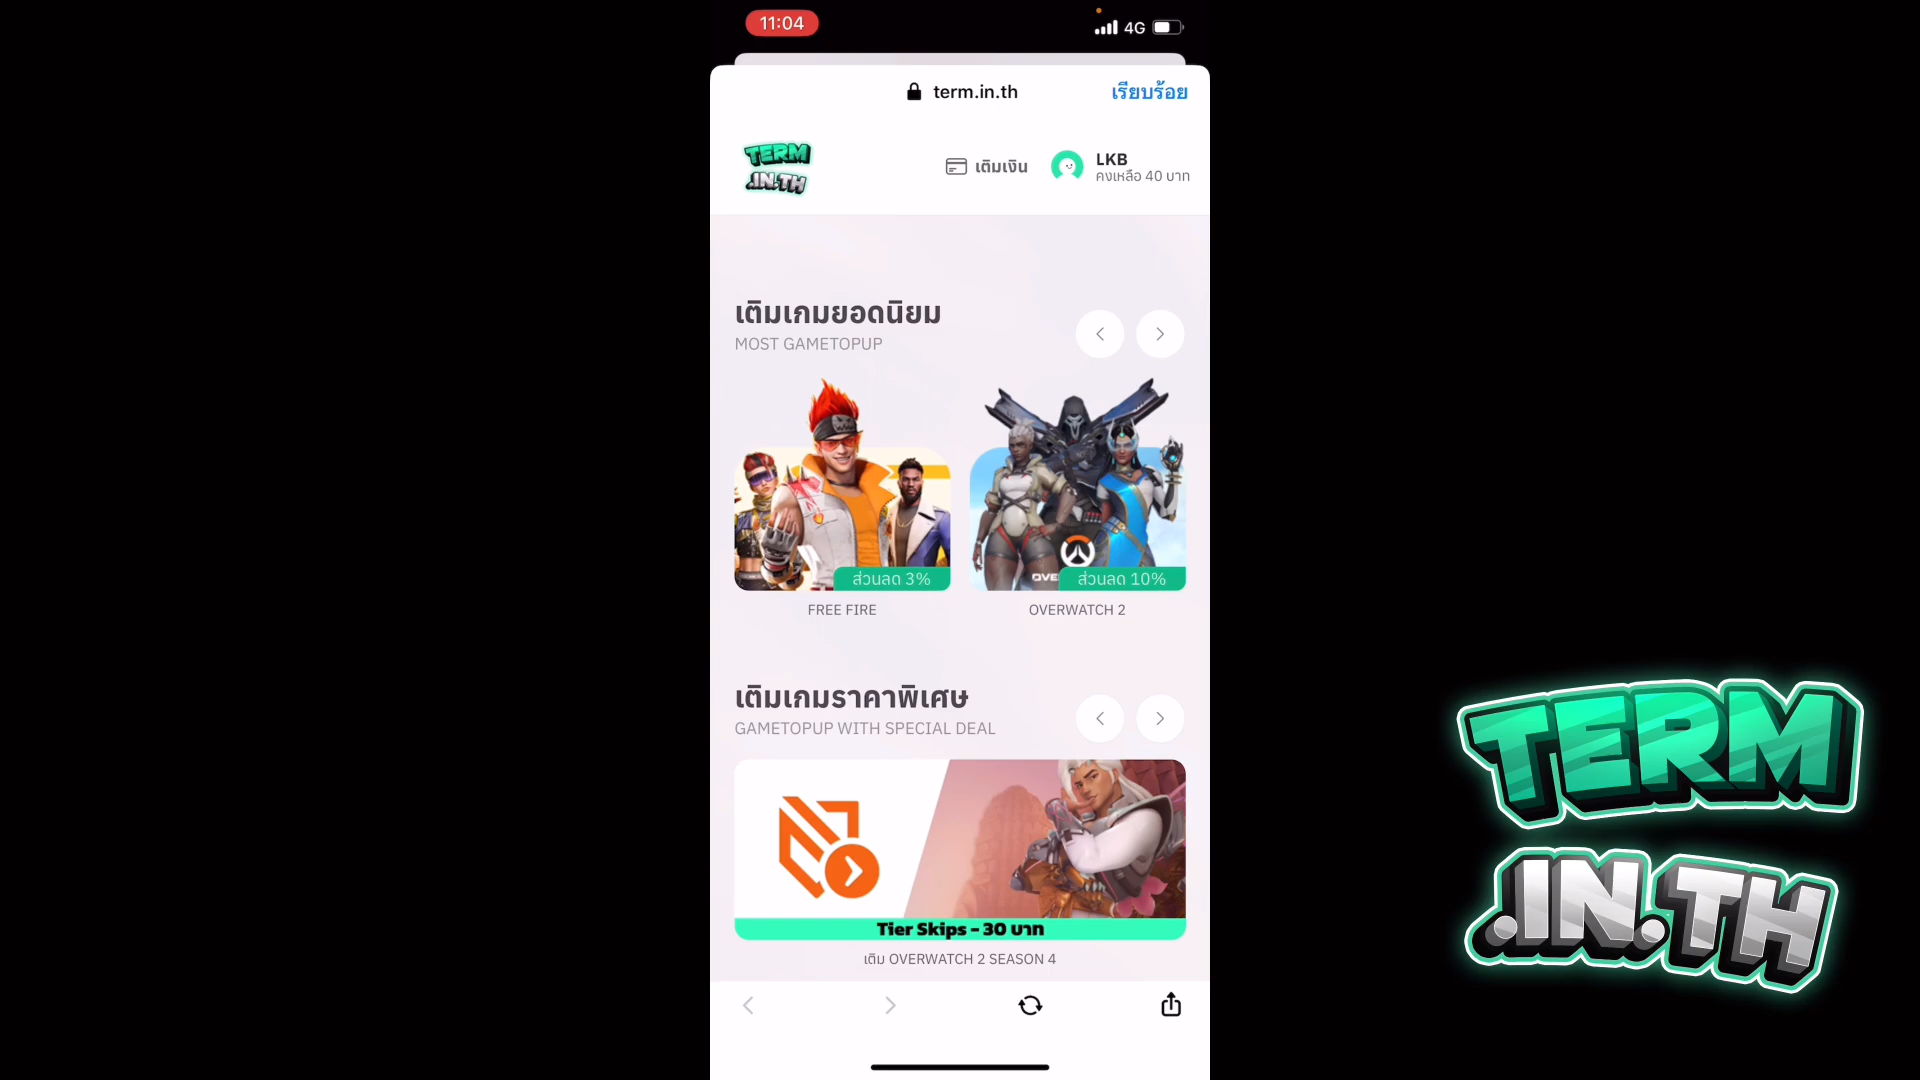 11:04
4G
term.in.th
เรียบร้อย
TERM
.IN.TH
เติมเงิน
LKB
คงเหลือ 40 บาท
เติมเกมยอดนิยม
MOST GAMETOPUP
ส่วนลด 3%
FREE FIRE
OVE
ส่วนลด 10%
OVERWATCH 2
เติมเกมราคาพิเศษ
GAMETOPUP WITH SPECIAL DEAL
Tier Skips - 30 บาท
เติม OVERWATCH 2 SEASON 4
TERM
.IN.TH